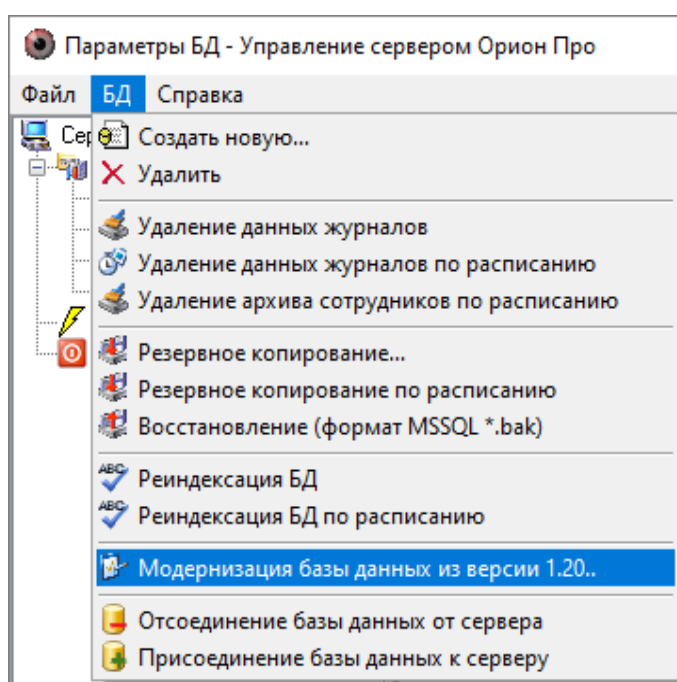 Параметры БД - Управление сервером Орион Про
Файл БД Справка
Создать новую...
Удалить
Удаление данных журналов
Удаление данных журналов по расписанию
Удаление архива сотрудников по расписанию
Резервное копирование...
Резервное копирование по расписанию
Восстановление (формат MSSQL *.bak)
Реиндексация БД
Реиндексация БД по расписанию
Модернизация базы данных из версии 1.20..
Отсоединение базы данных от сервера
Присоединение базы данных к серверу